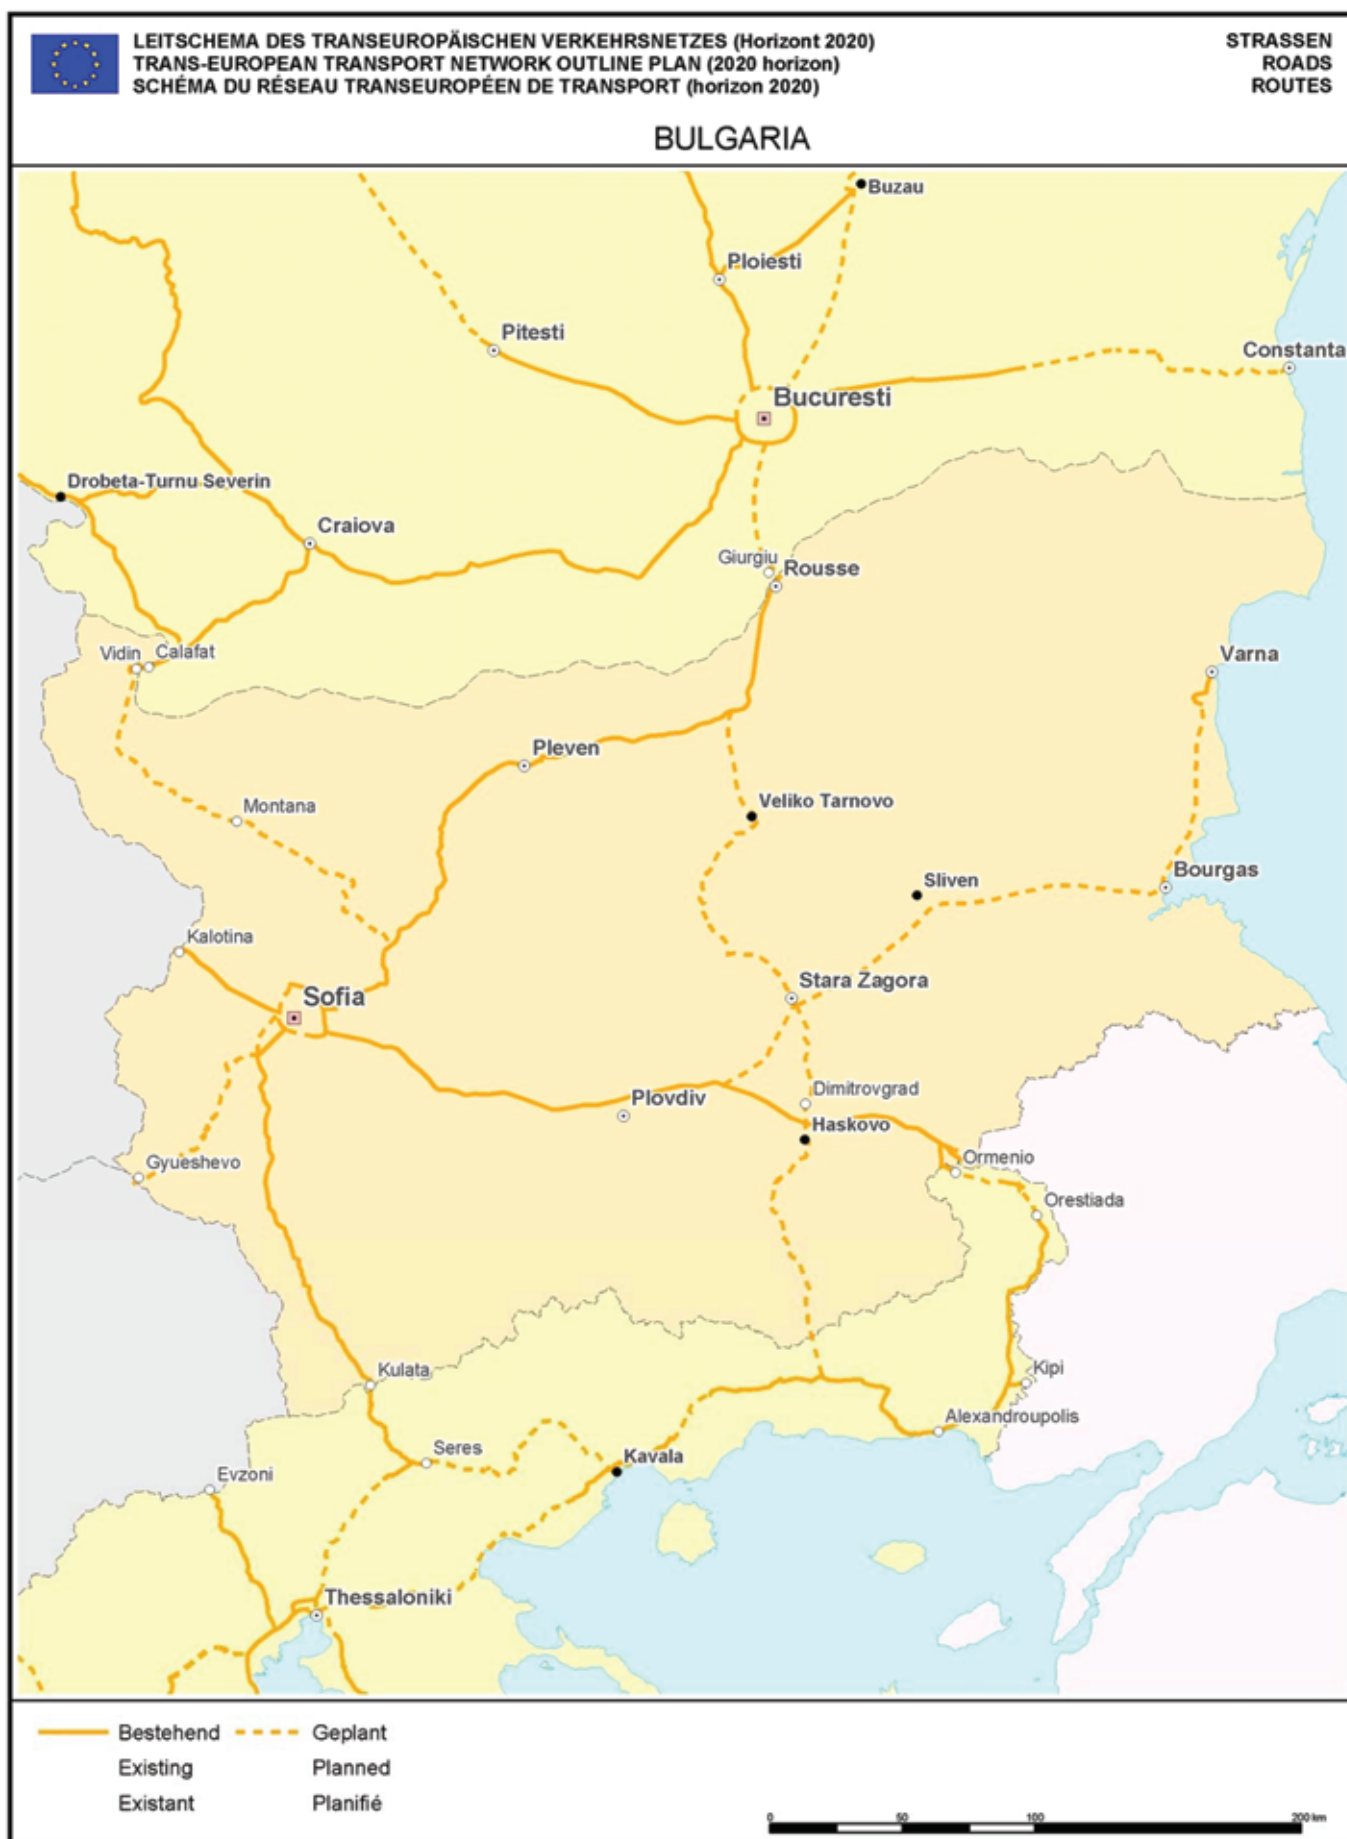 LEITSCHEMA DES TRANSEUROPÄISCHEN VERKEHRSNETZES (Horizont 2020)
TRANS-EUROPEAN TRANSPORT NETWORK OUTLINE PLAN (2020 horizon)
SCHÉMA DU RÉSEAU TRANSEUROPÉEN DE TRANSPORT (horizon 2020)
STRASSEN
ROADS
ROUTES
BULGARIA
Buzau
Ploiesti
Pitesti
Constanta
Bucuresti
Drobeta-Turnu Severin
Craiova
Giurgiu
Rousse
Vidin
Calafat
Varna
Pleven
Montana
Veliko Tarnovo
Sliven
Bourgas
Kalotina
Sofia
Stara Zagora
Plovdiv
Dimitrovgrad
Haskovo
Gyueshevo
Ormenio
Orestiada
Kulata
Kipi
Alexandroupolis
Seres
Kavala
Evzoni
Thessaloniki
Bestehend
Existing
Existant
Geplant
Planned
Planifié
0 50 100 200 km